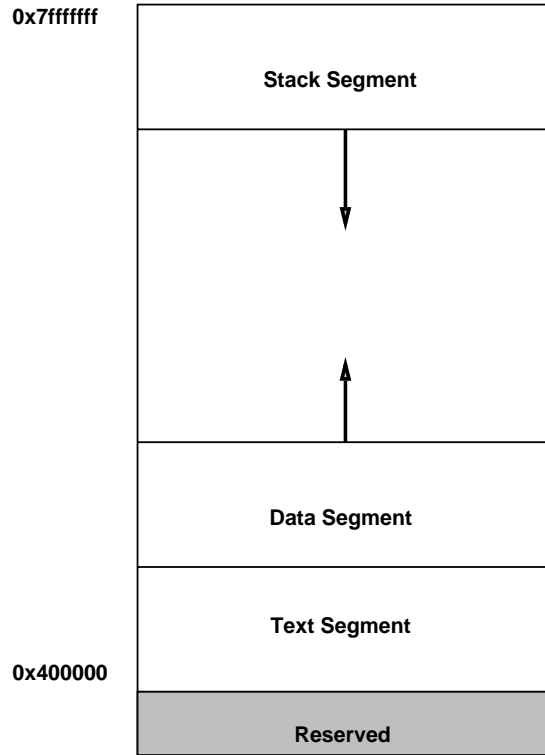 0x7fffffff
Stack Segment
Data Segment
Text Segment
0x400000
Reserved